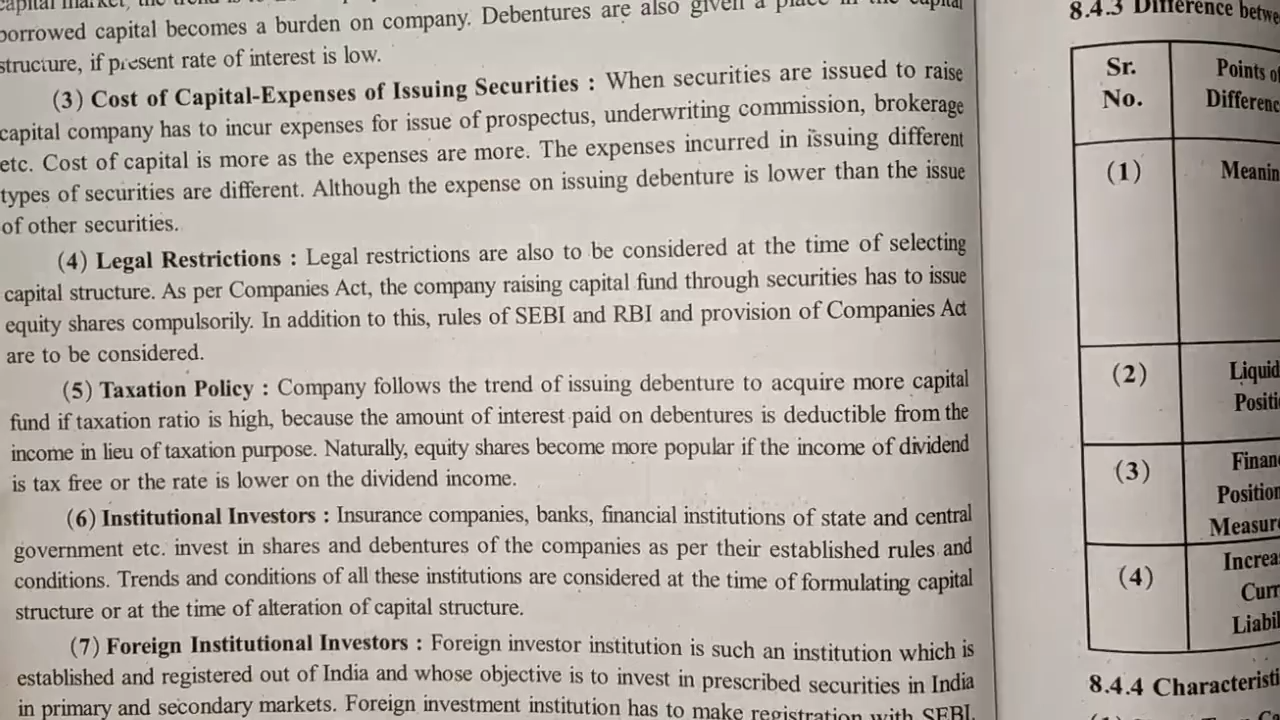 borrowed capital becomes a burden on company. Debentures are also given a place in the capital
structure, if present rate of interest is low.
(3) Cost of Capital-Expenses of Issuing Securities : When securities are issued to raise
capital company has to incur expenses for issue of prospectus, underwriting commission, brokerage
etc. Cost of capital is more as the expenses are more. The expenses incurred in issuing different
types of securities are different. Although the expense on issuing debenture is lower than the issue
of other securities.
(4) Legal Restrictions : Legal restrictions are also to be considered at the time of selecting
capital structure. As per Companies Act, the company raising capital fund through securities has to issue
equity shares compulsorily. In addition to this, rules of SEBI and RBI and provision of Companies Act
are to be considered.
(5) Taxation Policy : Company follows the trend of issuing debenture to acquire more capital
fund if taxation ratio is high, because the amount of interest paid on debentures is deductible from the
income in lieu of taxation purpose. Naturally, equity shares become more popular if the income of dividend
is tax free or the rate is lower on the dividend income.
(6) Institutional Investors : Insurance companies, banks, financial institutions of state and central
government etc. invest in shares and debentures of the companies as per their established rules and
conditions. Trends and conditions of all these institutions are considered at the time of formulating capital
structure or at the time of alteration of capital structure.
(7) Foreign Institutional Investors : Foreign investor institution is such an institution which is
established and registered out of India and whose objective is to invest in prescribed securities in India
in primary and secondary markets. Foreign investment institution has to make registration with SEBI.
8.4.3 Difference betwe
Sr. Points of
No. Differenc
(1) Meanin
(2) Liquid
Positi
(3) Finan
Position
Measur
(4) Increa
Curr
Liabil
8.4.4 Characteristi